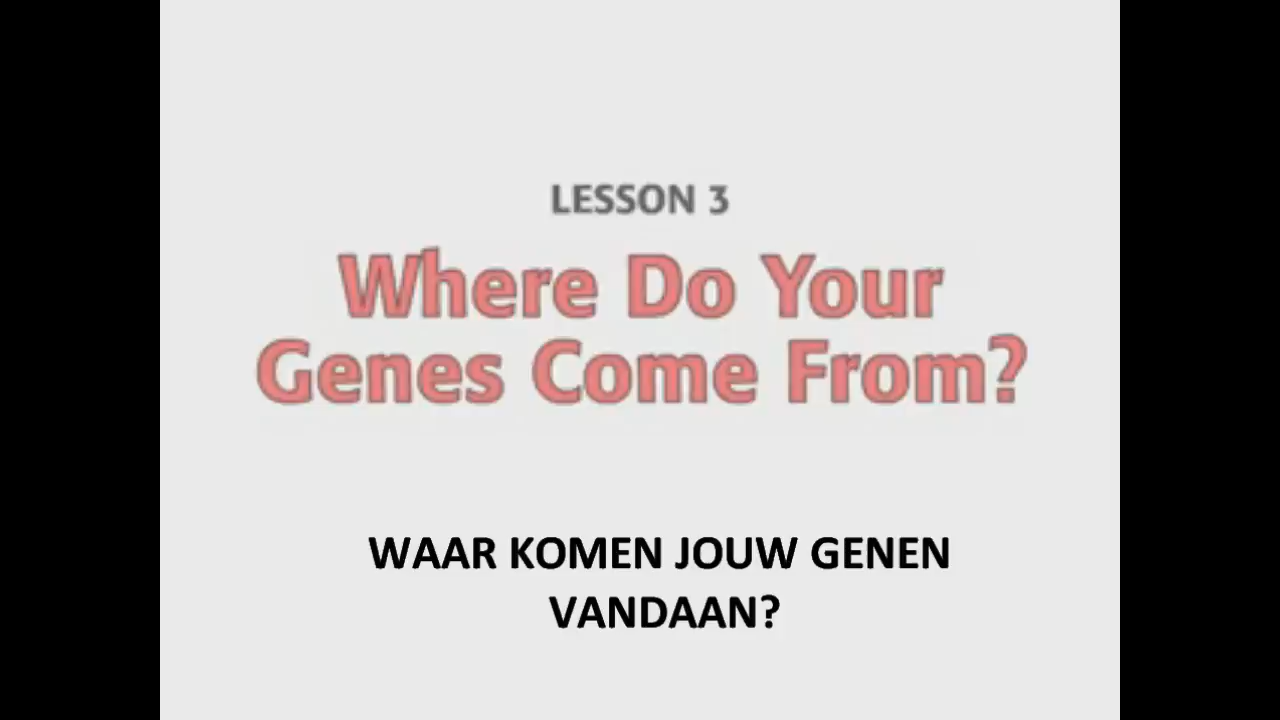 LESSON 3
Where Do Your
Genes Come From?
WAAR KOMEN JOUW GENEN
VANDAAN?